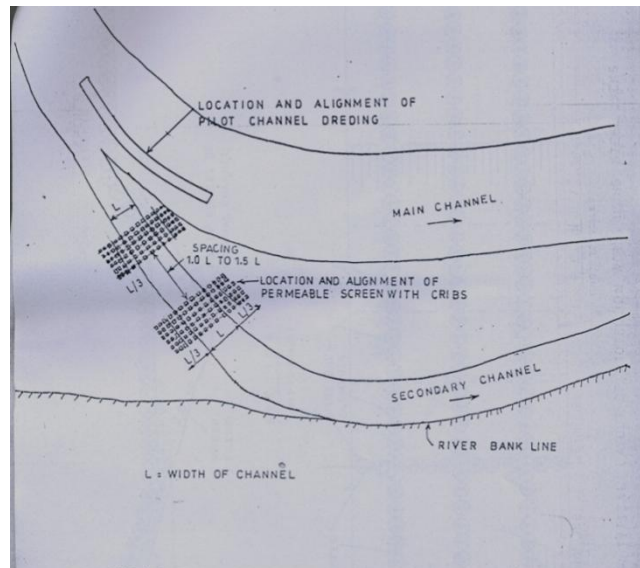 LOCATION AND ALIGNMENT OF
PILOT CHANNEL DREDING
MAIN CHANNEL
L
SPACING
1.0 L TO 1.5 L
L/3
LOCATION AND ALIGNMENT OF
PERMEABLE SCREEN WITH CRIBS
L/3
L
L/3
SECONDARY CHANNEL
RIVER BANK LINE
L = WIDTH OF CHANNEL